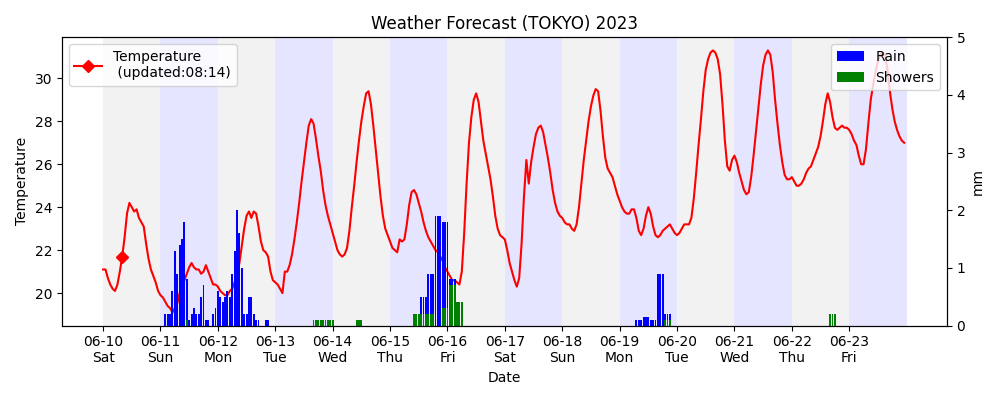 Weather Forecast (TOKYO) 2023
Temperature
(updated:08:14)
Rain
Showers
Temperature
30
28
26
24
22
20
5
4
3
2
1
0
mm
06-10 06-11 06-12 06-13 06-14 06-15 06-16 06-17 06-18 06-19 06-20 06-21 06-22 06-23
Sat Sun Mon Tue Wed Thu Fri Sat Sun Mon Tue Wed Thu Fri
Date